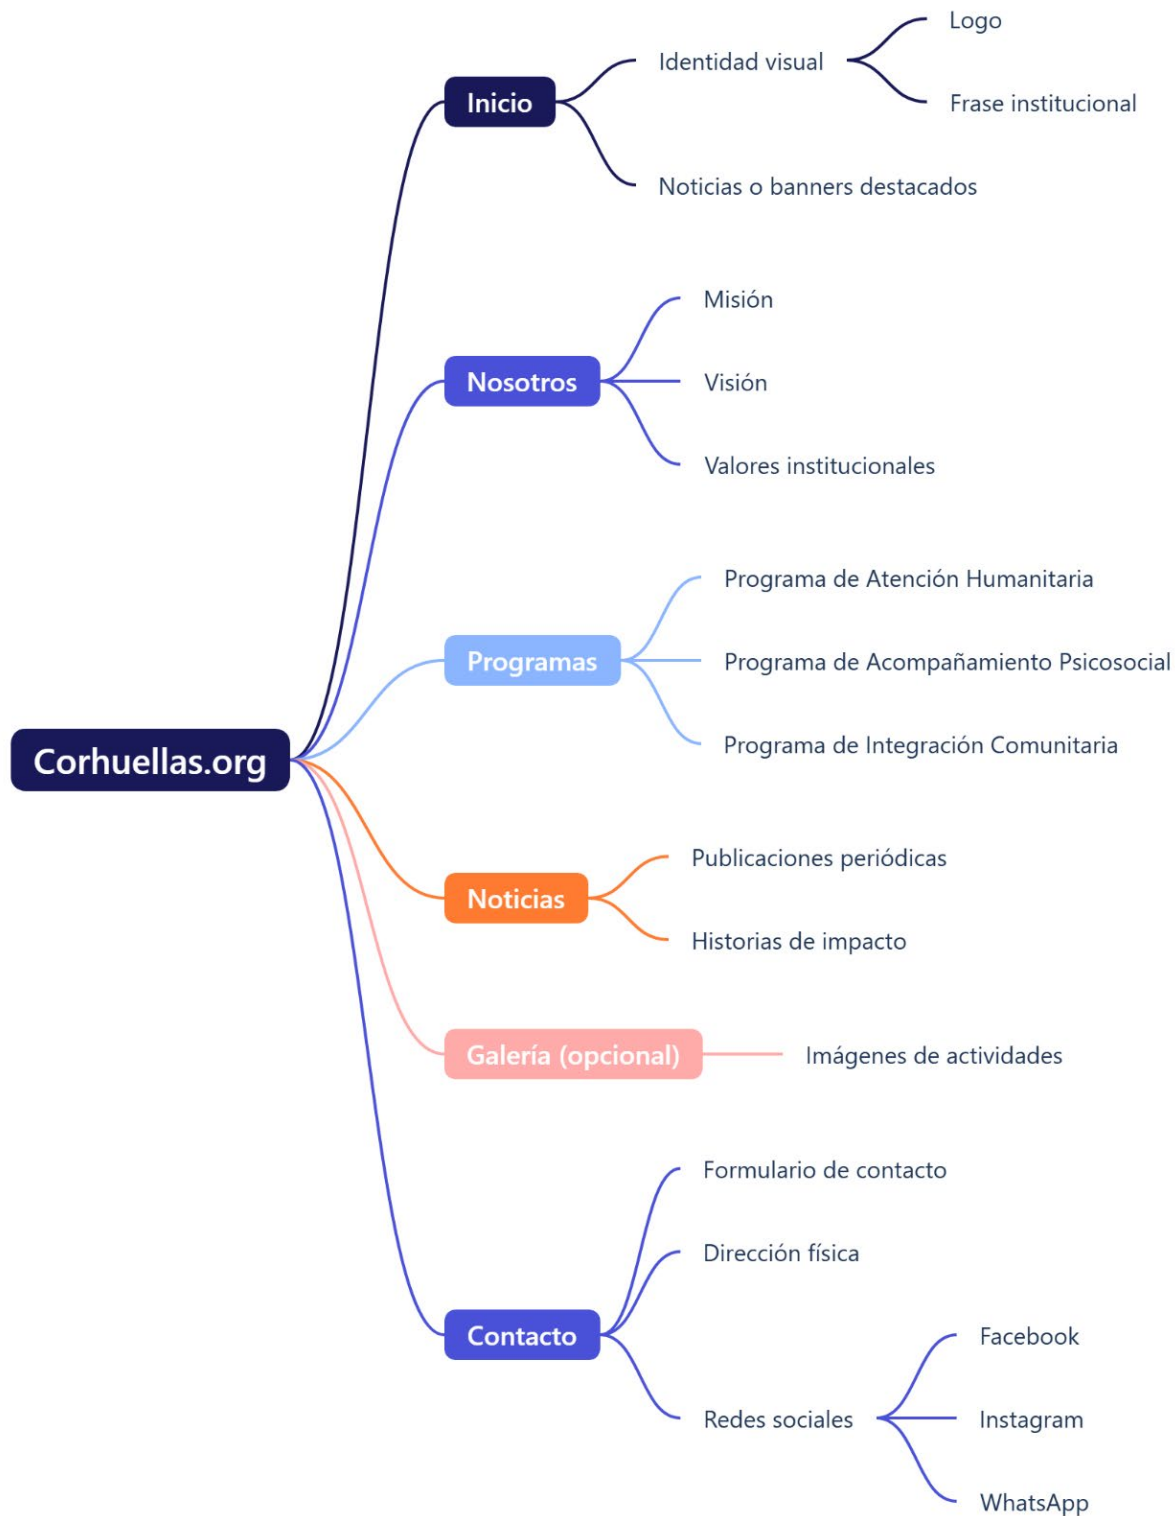 Corhuellas.org
Inicio
Identidad visual
Logo
Frase institucional
Noticias o banners destacados
Nosotros
Misión
Visión
Valores institucionales
Programas
Programa de Atención Humanitaria
Programa de Acompañamiento Psicosocial
Programa de Integración Comunitaria
Noticias
Publicaciones periódicas
Historias de impacto
Galería (opcional)
Imágenes de actividades
Contacto
Formulario de contacto
Dirección física
Redes sociales
Facebook
Instagram
WhatsApp